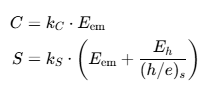 C = k_C · E_em
S = k_S · (E_em + E_h / (h/e)_s)